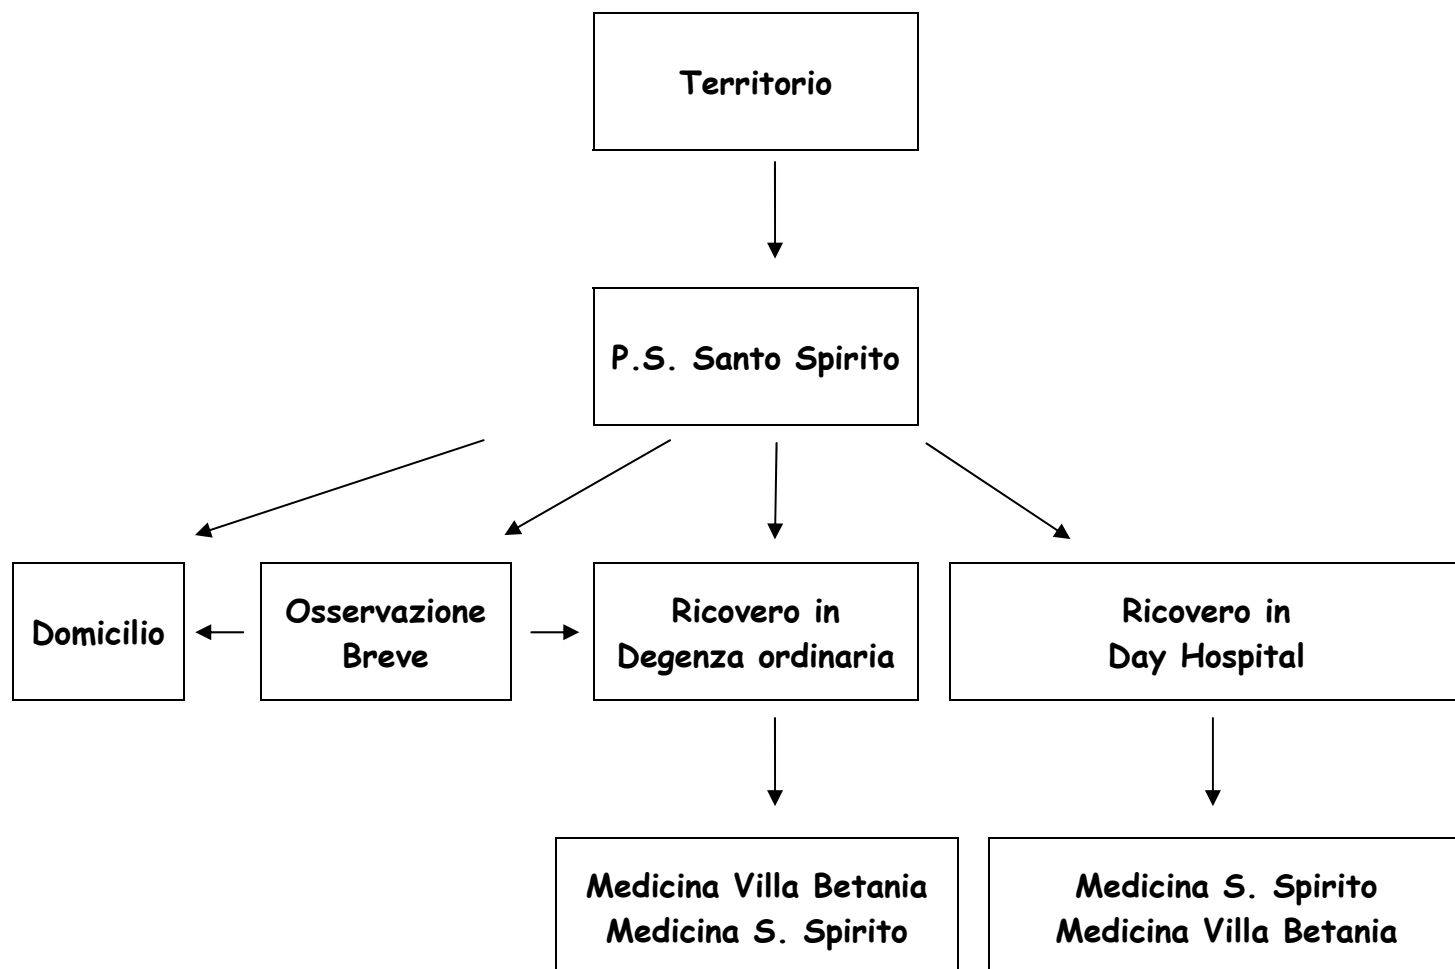 Territorio
P.S. Santo Spirito
Domicilio
Osservazione
Breve
Ricovero in
Degenza ordinaria
Ricovero in
Day Hospital
Medicina Villa Betania
Medicina S. Spirito
Medicina S. Spirito
Medicina Villa Betania